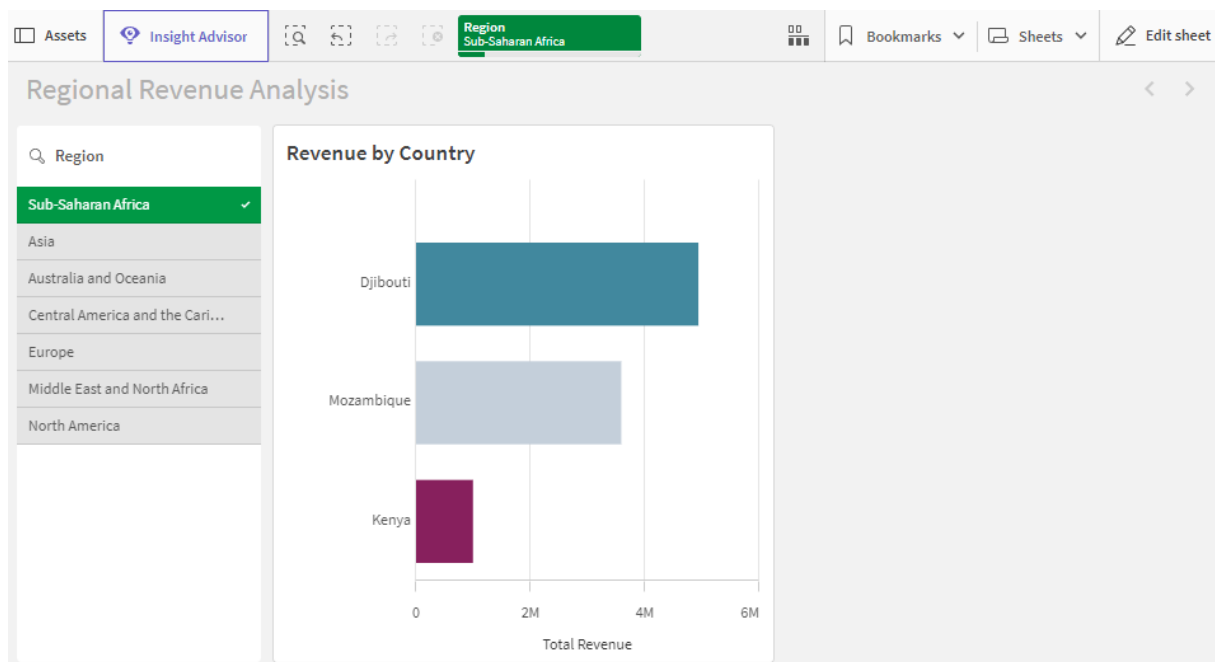 Assets
Insight Advisor
Region
Sub-Saharan Africa
Bookmarks
Sheets
Edit sheet
Regional Revenue Analysis
Region
Sub-Saharan Africa
Asia
Australia and Oceania
Central America and the Cari...
Europe
Middle East and North Africa
North America
Revenue by Country
Djibouti
Mozambique
Kenya
0 2M 4M 6M
Total Revenue